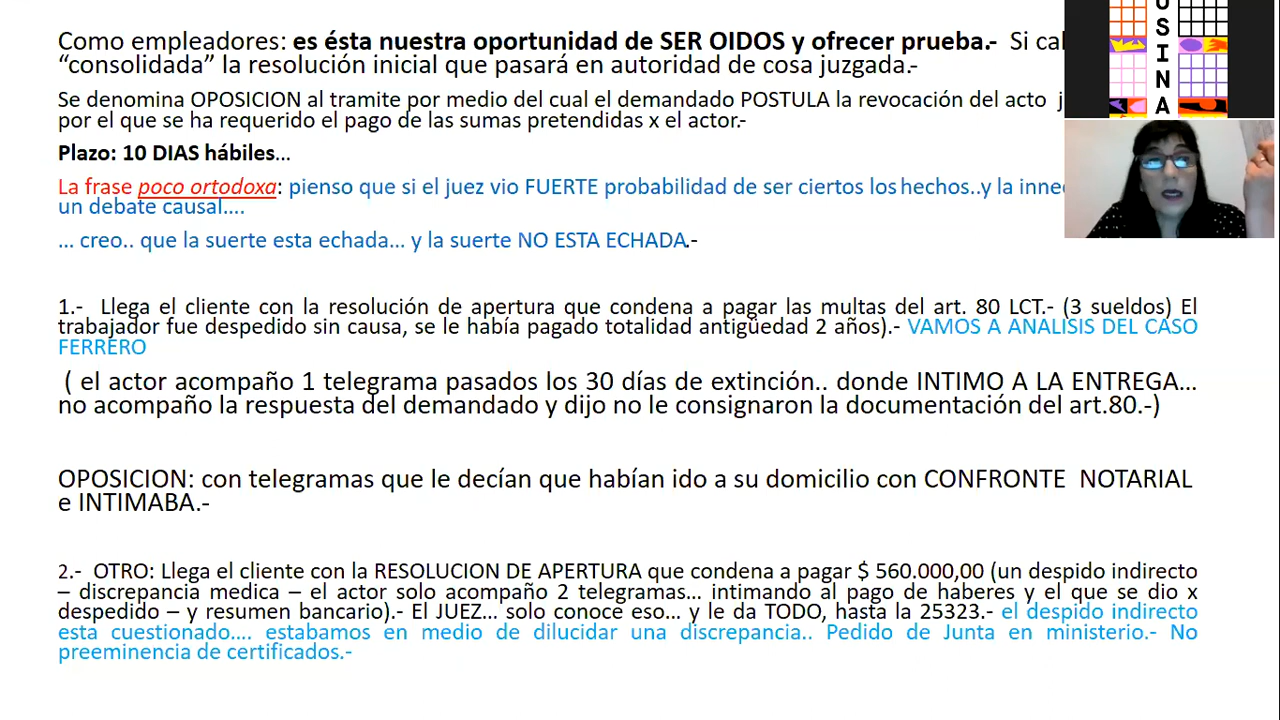 Como empleadores: es ésta nuestra oportunidad de SER OIDOS y ofrecer prueba.- Si
“consolidada” la resolución inicial que pasará en autoridad de cosa juzgada.-
Se denomina OPOSICION al tramite por medio del cual el demandado POSTULA la revocación del acto
por el que se ha requerido el pago de las sumas pretendidas x el actor.-
Plazo: 10 DIAS hábiles...
La frase poco ortodoxa: pienso que si el juez vio FUERTE probabilidad de ser ciertos los hechos..y la
un debate causal....
... creo.. que la suerte esta echada... y la suerte NO ESTA ECHADA.-
1.- Llega el cliente con la resolución de apertura que condena a pagar las multas del art. 80 LCT.- (3 sueldos) El
trabajador fue despedido sin causa, se le había pagado totalidad antigüedad 2 años).- VAMOS A ANALISIS DEL CASO
FERRERO
( el actor acompaño 1 telegrama pasados los 30 días de extinción.. donde INTIMO A LA ENTREGA...
no acompaño la respuesta del demandado y dijo no le consignaron la documentación del art.80.-)
OPOSICION: con telegramas que le decían que habían ido a su domicilio con CONFRONTE NOTARIAL
e INTIMABA.-
2.- OTRO: Llega el cliente con la RESOLUCION DE APERTURA que condena a pagar $ 560.000,00 (un despido indirecto
– discrepancia medica – el actor solo acompaño 2 telegramas... intimando al pago de haberes y el que se dio x
despedido – y resumen bancario).- El JUEZ... solo conoce eso... y le da TODO, hasta la 25323.- el despido indirecto
esta cuestionado.... estabamos en medio de dilucidar una discrepancia.. Pedido de Junta en ministerio.- No
preeminencia de certificados.-
USINA